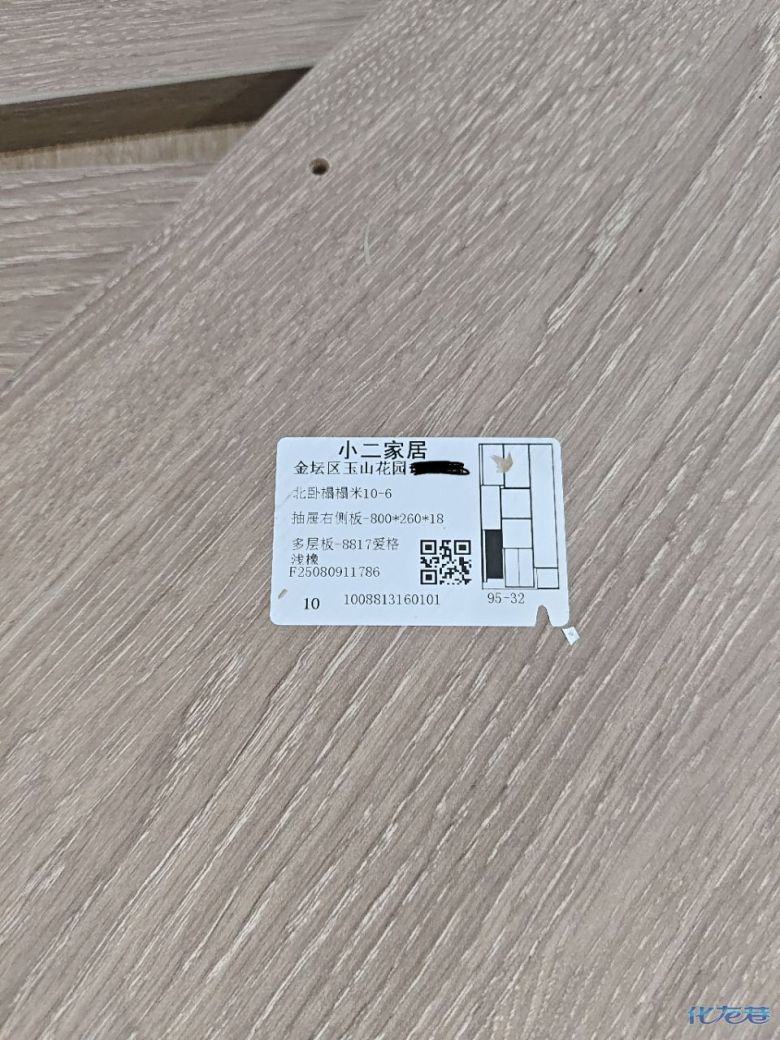 小二家居
金坛区玉山花园
北卧榻榻米10-6
抽屉右侧板-800*260*18
多层板-8817爱格
浅橡
F25080911786
10 1008813160101 95-32
化龙巷